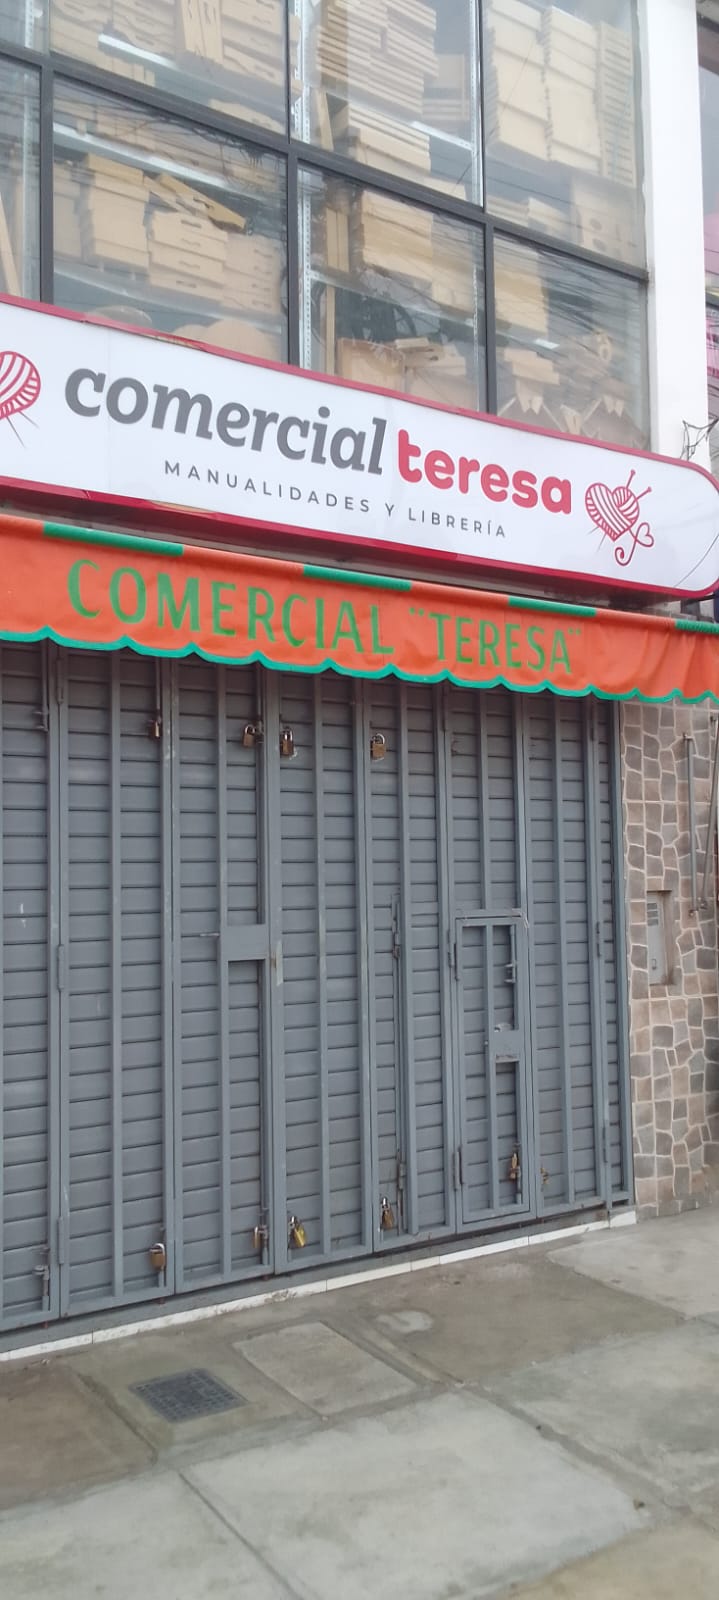 comercial teresa
MANUALIDADES Y LIBRERÍA
COMERCIAL "TERESA"